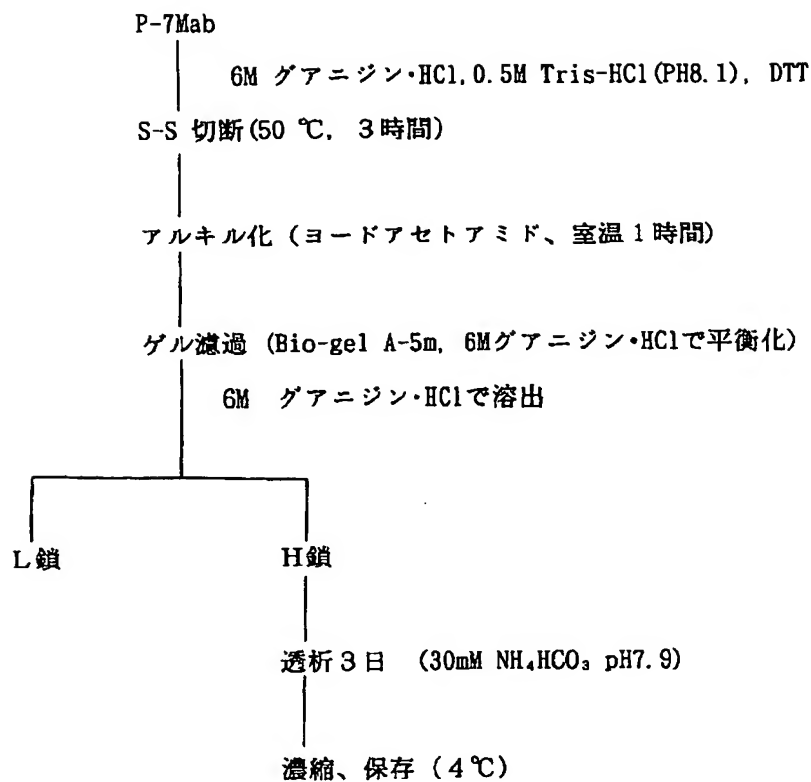 P-7Mab
6M グアニジン・HCl, 0.5M Tris-HCl(PH8.1), DTT
S-S 切断(50 ℃, 3時間)
アルキル化 (ヨードアセトアミド、室温1時間)
ゲル濾過 (Bio-gel A-5m, 6Mグアニジン・HClで平衡化)
6M グアニジン・HClで溶出
L鎖 H鎖
透析3日 (30mM NH₄HCO₃ pH7.9)
濃縮、保存 (4℃)